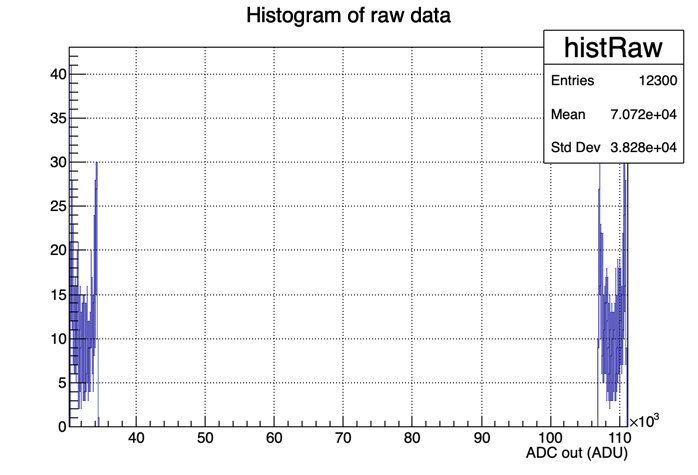 Histogram of raw data
histRaw
Entries 12300
Mean 7.072e+04
Std Dev 3.828e+04
40
35
30
25
20
15
10
5
0
40 50 60 70 80 90 100 110
×10³
ADC out (ADU)